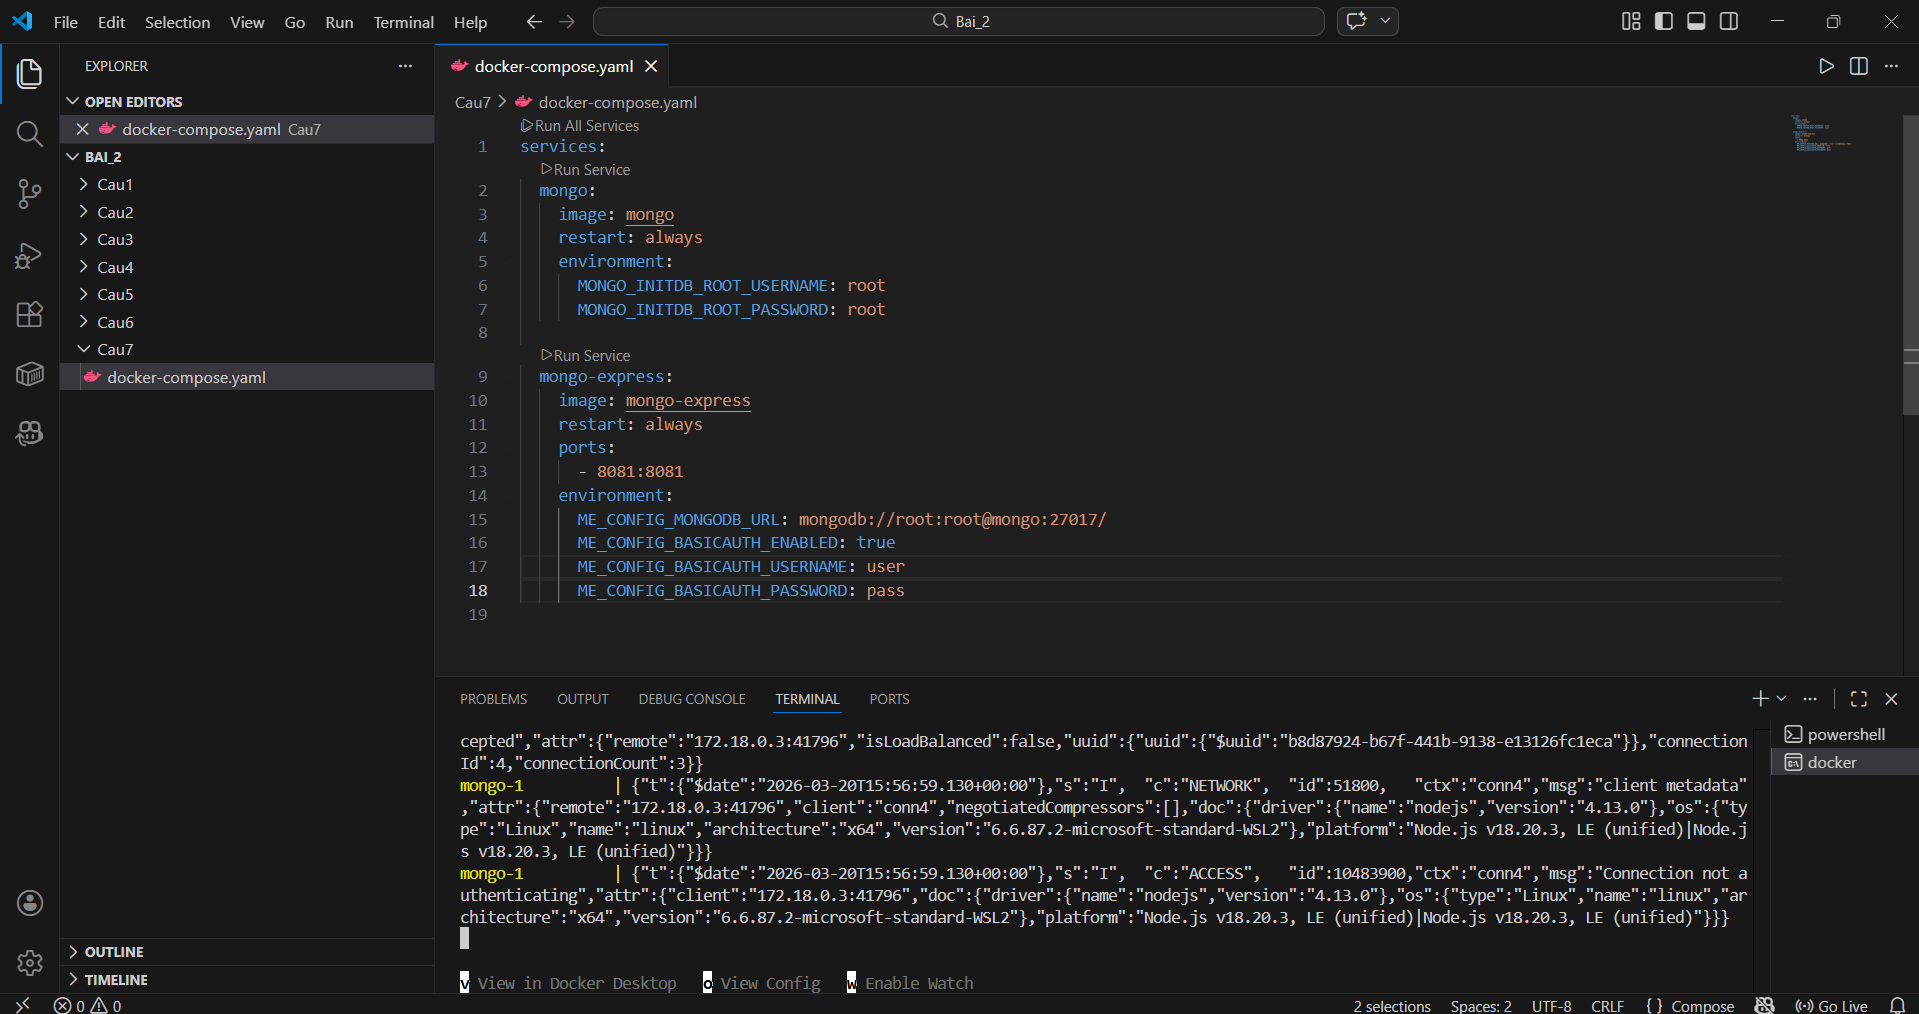 File Edit Selection View Go Run Terminal Help
Bai_2
EXPLORER
OPEN EDITORS
docker-compose.yaml Cau7
BAI_2
Cau1
Cau2
Cau3
Cau4
Cau5
Cau6
Cau7
docker-compose.yaml
OUTLINE
TIMELINE
docker-compose.yaml
Cau7 > docker-compose.yaml
Run All Services
1 services:
Run Service
2 mongo:
3 image: mongo
4 restart: always
5 environment:
6 MONGO_INITDB_ROOT_USERNAME: root
7 MONGO_INITDB_ROOT_PASSWORD: root
8
Run Service
9 mongo-express:
10 image: mongo-express
11 restart: always
12 ports:
13 - 8081:8081
14 environment:
15 ME_CONFIG_MONGODB_URL: mongodb://root:root@mongo:27017/
16 ME_CONFIG_BASICAUTH_ENABLED: true
17 ME_CONFIG_BASICAUTH_USERNAME: user
18 ME_CONFIG_BASICAUTH_PASSWORD: pass
19
PROBLEMS OUTPUT DEBUG CONSOLE TERMINAL PORTS
cepted","attr":{"remote":"172.18.0.3:41796","isLoadBalanced":false,"uuid":{"uuid":{"$uuid":"b8d87924-b67f-441b-9138-e13126fc1eca"}},"connection
Id":4,"connectionCount":3}}
mongo-1 | {"t":{"$date":"2026-03-20T15:56:59.130+00:00"},"s":"I", "c":"NETWORK", "id":51800, "ctx":"conn4","msg":"client metadata"
,"attr":{"remote":"172.18.0.3:41796","client":"conn4","negotiatedCompressors":[],"doc":{"driver":{"name":"nodejs","version":"4.13.0"},"os":{"ty
pe":"Linux","name":"linux","architecture":"x64","version":"6.6.87.2-microsoft-standard-WSL2"},"platform":"Node.js v18.20.3, LE (unified)|Node.j
s v18.20.3, LE (unified)"}}}
mongo-1 | {"t":{"$date":"2026-03-20T15:56:59.130+00:00"},"s":"I", "c":"ACCESS", "id":10483900,"ctx":"conn4","msg":"Connection not a
uthenticating","attr":{"client":"172.18.0.3:41796","doc":{"driver":{"name":"nodejs","version":"4.13.0"},"os":{"type":"Linux","name":"linux","ar
chitecture":"x64","version":"6.6.87.2-microsoft-standard-WSL2"},"platform":"Node.js v18.20.3, LE (unified)|Node.js v18.20.3, LE (unified)"}}}
v View in Docker Desktop o View Config w Enable Watch
powershell
docker
0 0
2 selections Spaces: 2 UTF-8 CRLF { } Compose Go Live